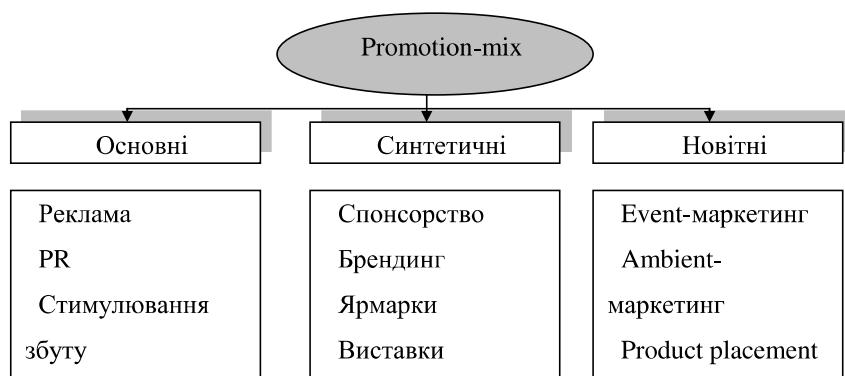 Promotion-mix
Основні
Синтетичні
Новітні
Реклама
PR
Стимулювання
збуту
Спонсорство
Брендинг
Ярмарки
Виставки
Event-маркетинг
Ambient-
маркетинг
Product placement